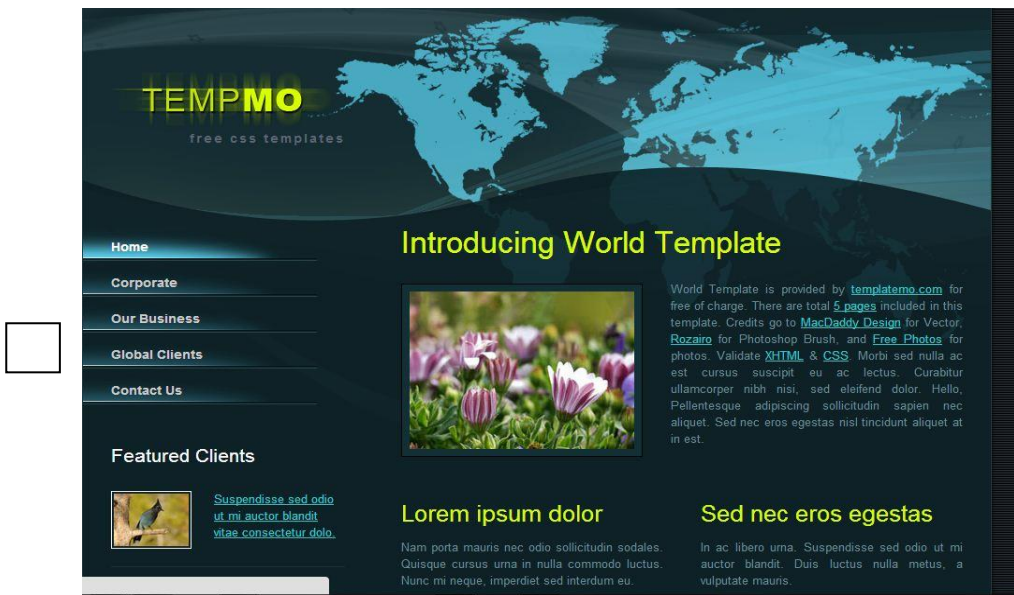 TEMPMO
free css templates
Home
Corporate
Our Business
Global Clients
Contact Us
Featured Clients
Suspendisse sed odio
ut mi auctor blandit
vitae consectetur dolo.
Introducing World Template
World Template is provided by templatemo.com for
free of charge. There are total 5 pages included in this
template. Credits go to MacDaddy Design for Vector,
Rozairo for Photoshop Brush, and Free Photos for
photos. Validate XHTML & CSS. Morbi sed nulla ac
est cursus suscipit eu ac lectus. Curabitur
ullamcorper nibh nisi, sed eleifend dolor. Hello,
Pellentesque adipiscing sollicitudin sapien nec
aliquet. Sed nec eros egestas nisl tincidunt aliquet at
in est.
Lorem ipsum dolor
Nam porta mauris nec odio sollicitudin sodales.
Quisque cursus urna in nulla commodo luctus.
Nunc mi neque, imperdiet sed interdum eu.
Sed nec eros egestas
In ac libero urna. Suspendisse sed odio ut mi
auctor blandit. Duis luctus nulla metus, a
vulputate mauris.